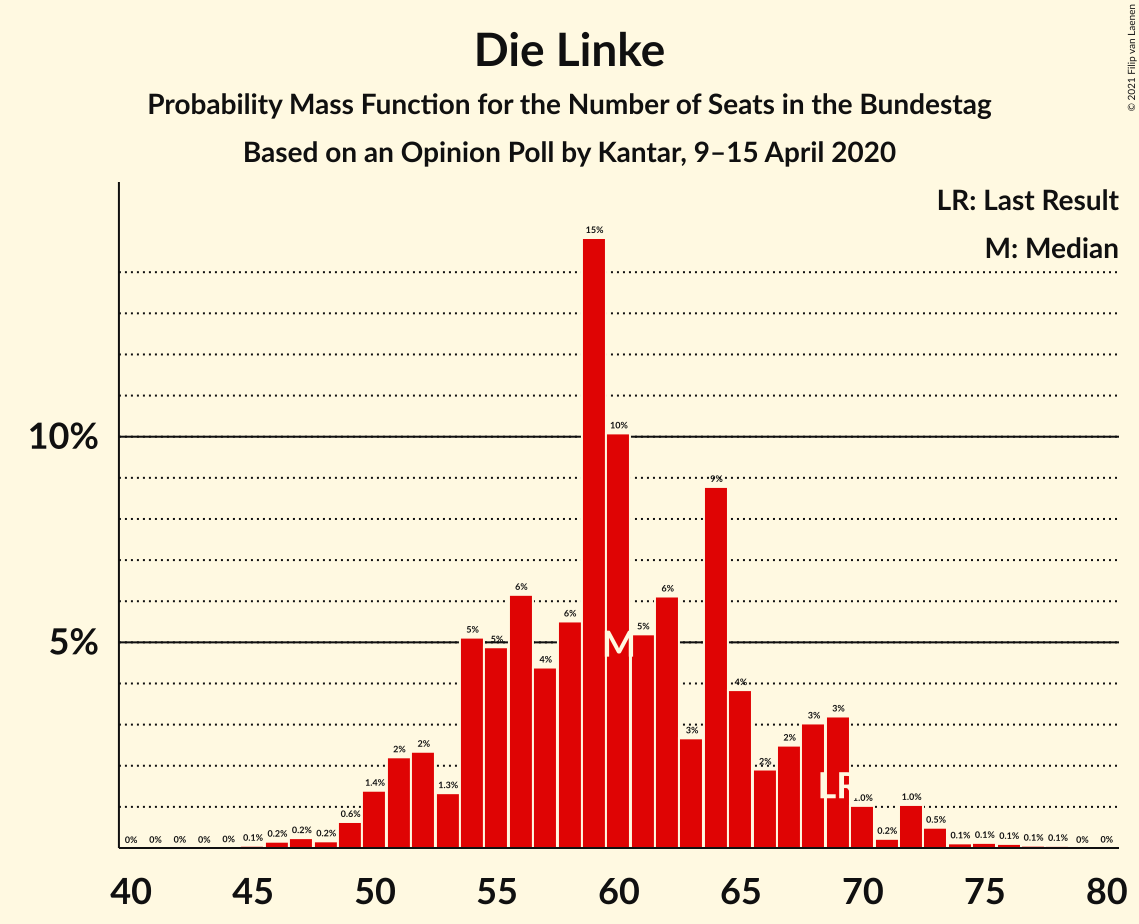 Die Linke
Probability Mass Function for the Number of Seats in the Bundestag
Based on an Opinion Poll by Kantar, 9–15 April 2020
© 2021 Filip van Laenen
LR: Last Result
M: Median
10%
5%
0% 0% 0% 0% 0% 0.1% 0.2% 0.2% 0.2% 0.6% 1.4% 2% 2% 1.3% 5% 5% 6% 4% 6% 15% 10% 5% 6% 3% 9% 4% 2% 2% 3% 3% 1.0% 0.2% 1.0% 0.5% 0.1% 0.1% 0.1% 0.1% 0.1% 0% 0%
M
LR
40 45 50 55 60 65 70 75 80